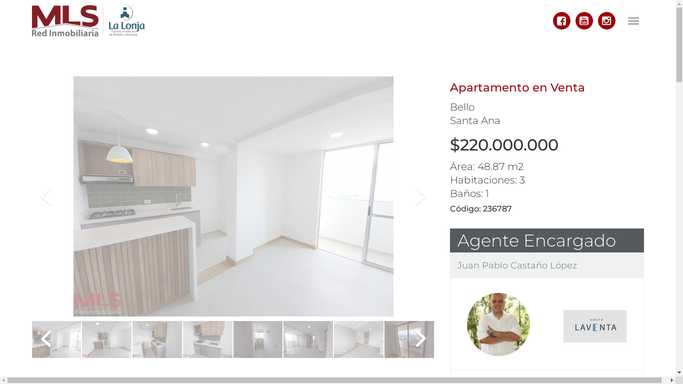 MLS
Red Inmobiliaria
La Lonja
Apartamento en Venta
Bello
Santa Ana
$220.000.000
Área: 48.87 m2
Habitaciones: 3
Baños: 1
Código: 236787
MLS
Agente Encargado
Juan Pablo Castaño López
LAVENTA